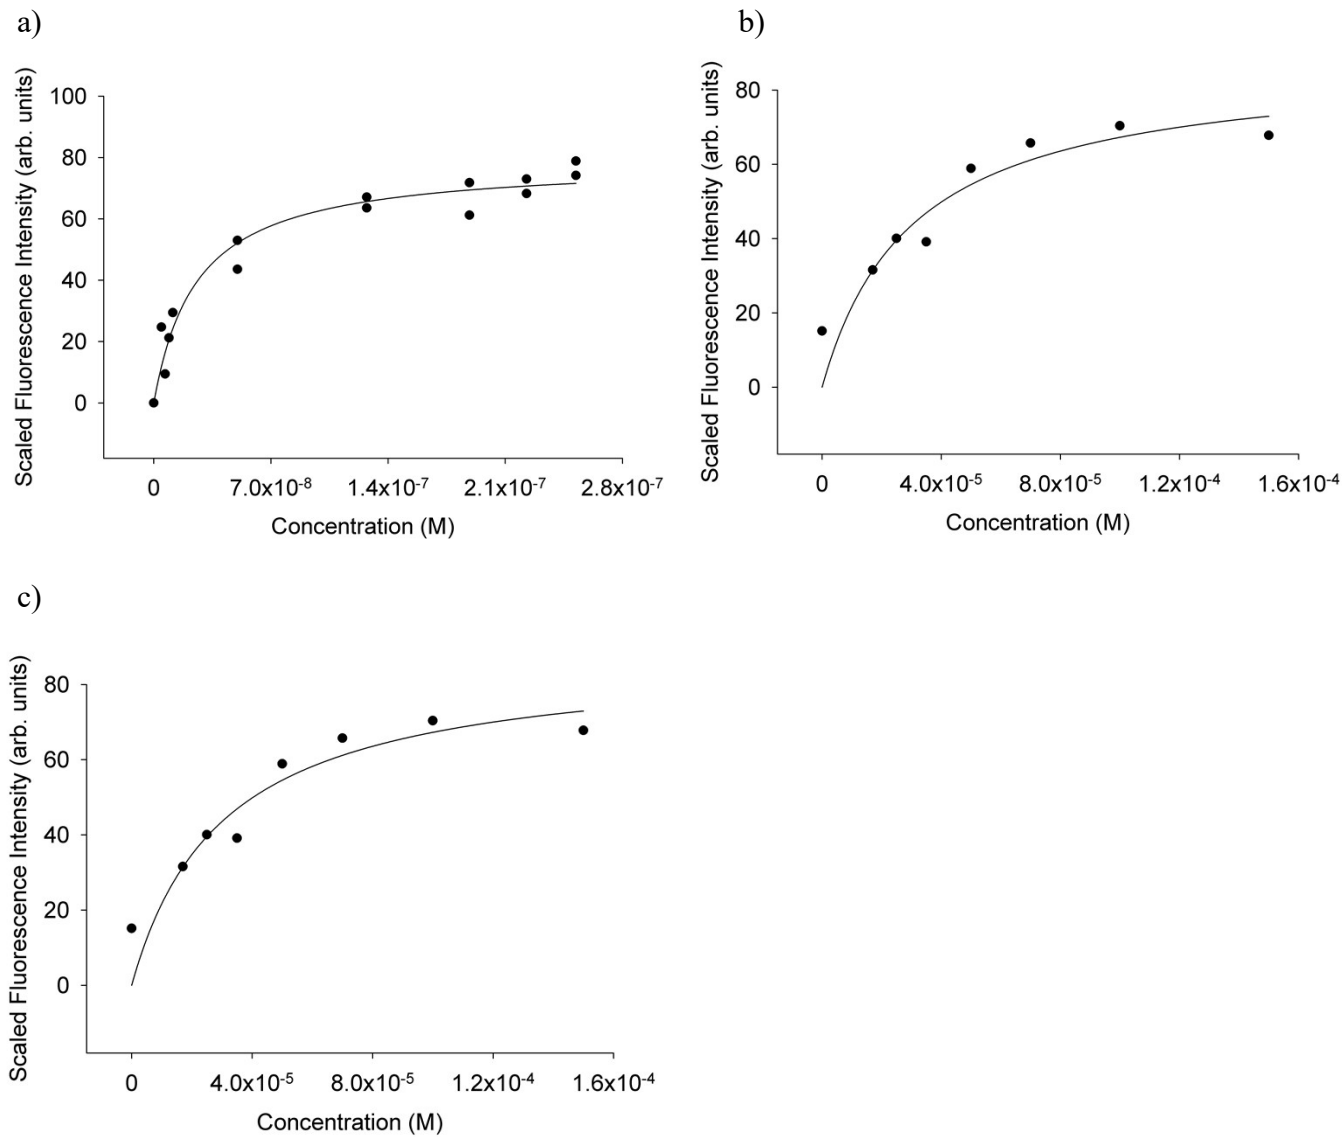 a)
Scaled Fluorescence Intensity (arb. units)
100
80
60
40
20
0
0
7.0x10⁻⁸
1.4x10⁻⁷
2.1x10⁻⁷
2.8x10⁻⁷
Concentration (M)
b)
Scaled Fluorescence Intensity (arb. units)
80
60
40
20
0
0
4.0x10⁻⁵
8.0x10⁻⁵
1.2x10⁻⁴
1.6x10⁻⁴
Concentration (M)
c)
Scaled Fluorescence Intensity (arb. units)
80
60
40
20
0
0
4.0x10⁻⁵
8.0x10⁻⁵
1.2x10⁻⁴
1.6x10⁻⁴
Concentration (M)